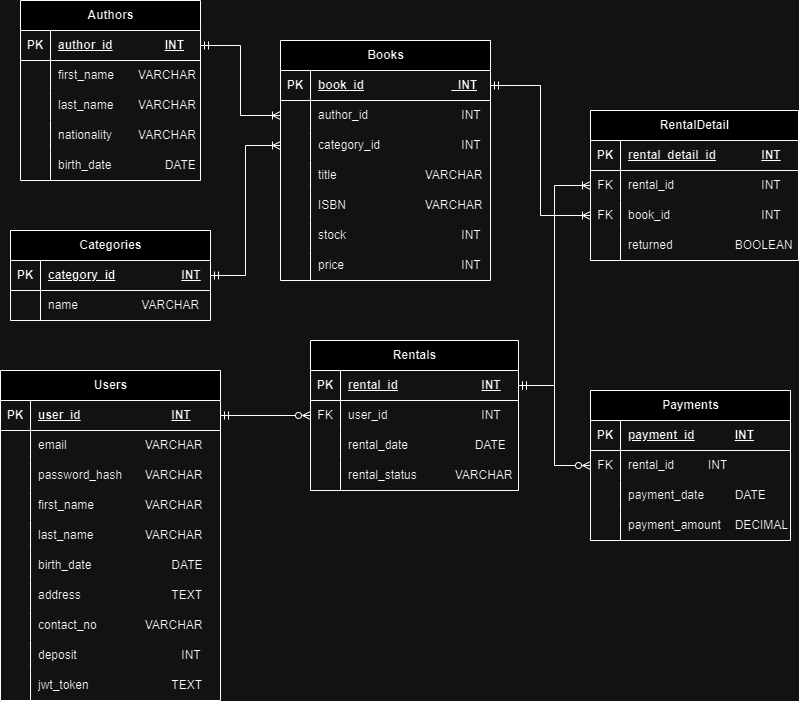 Authors
PK author_id INT
first_name VARCHAR
last_name VARCHAR
nationality VARCHAR
birth_date DATE
Books
PK book_id INT
author_id INT
category_id INT
title VARCHAR
ISBN VARCHAR
stock INT
price INT
RentalDetail
PK rental_detail_id INT
FK rental_id INT
FK book_id INT
returned BOOLEAN
Categories
PK category_id INT
name VARCHAR
Rentals
PK rental_id INT
FK user_id INT
rental_date DATE
rental_status VARCHAR
Users
PK user_id INT
email VARCHAR
password_hash VARCHAR
first_name VARCHAR
last_name VARCHAR
birth_date DATE
address TEXT
contact_no VARCHAR
deposit INT
jwt_token TEXT
Payments
PK payment_id INT
FK rental_id INT
payment_date DATE
payment_amount DECIMAL